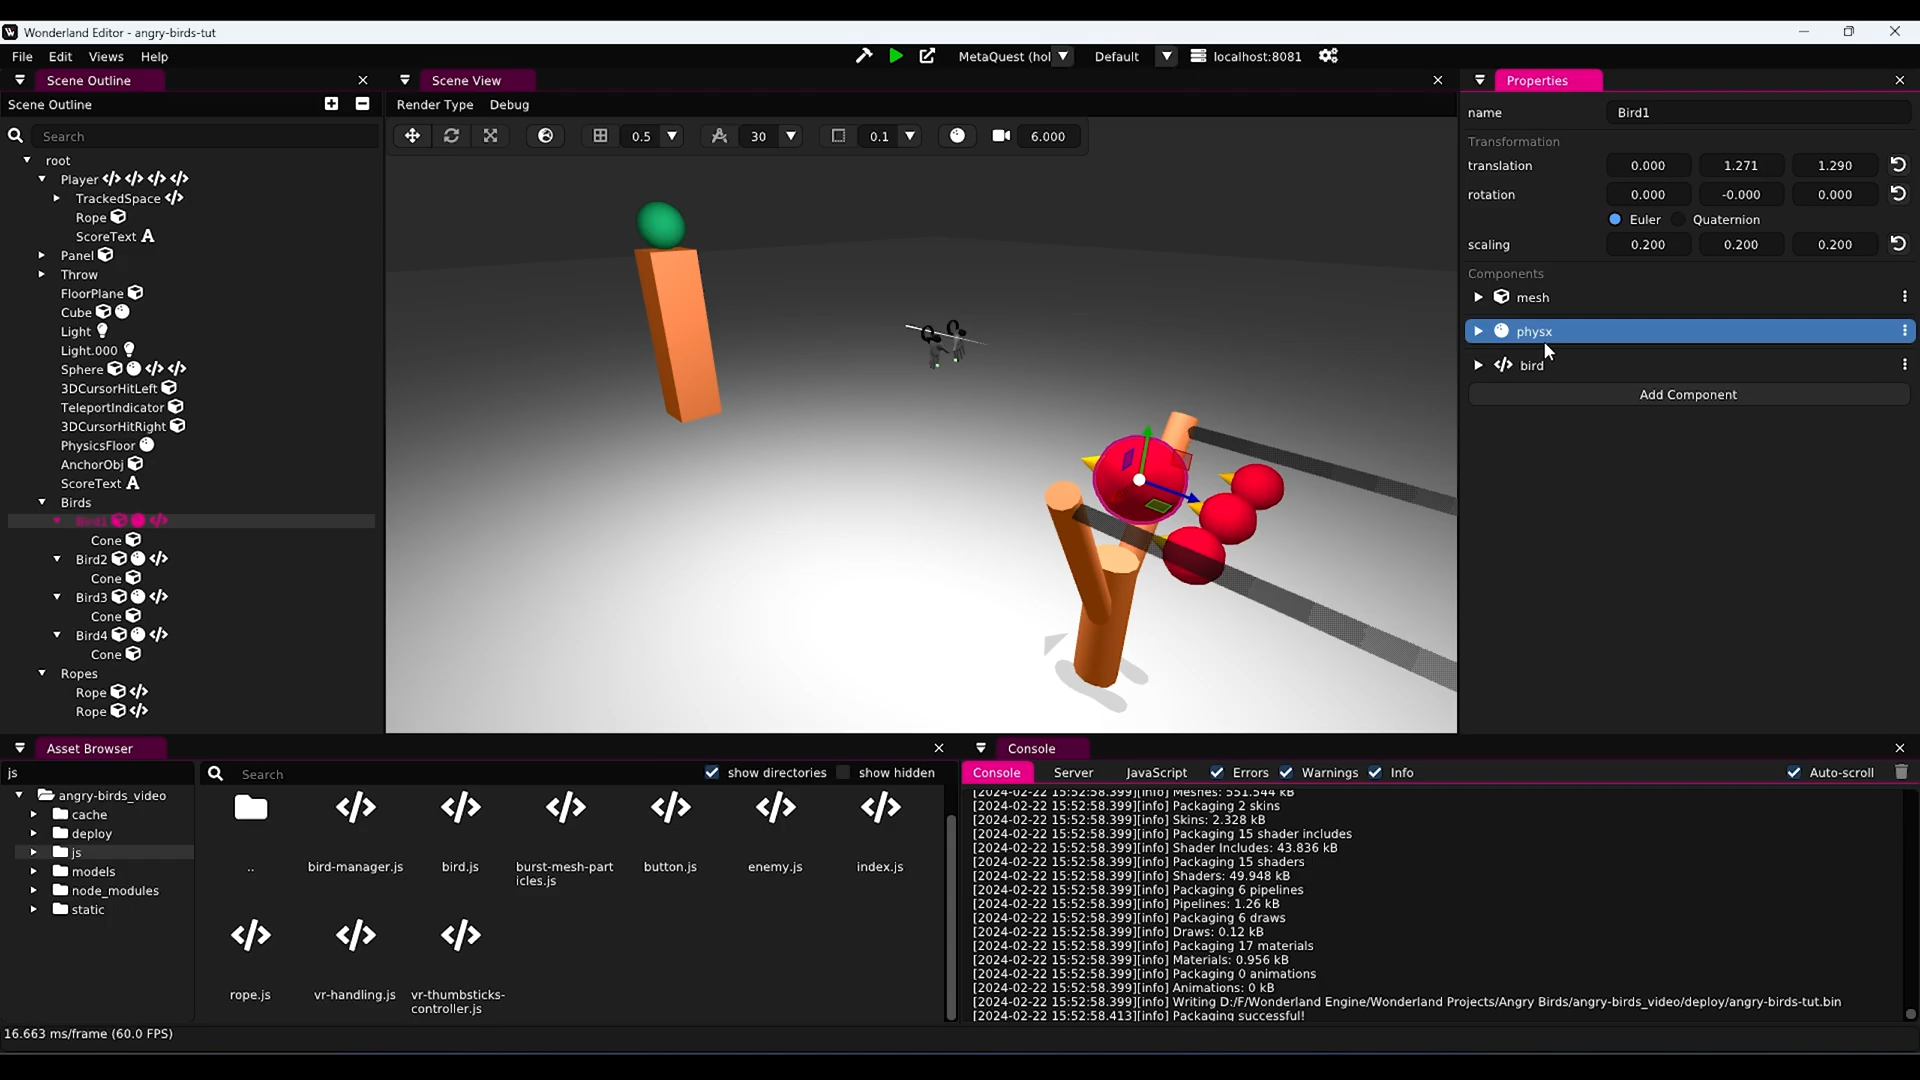 Wonderland Editor - angry-birds-tut
File Edit Views Help
MetaQuest (hol Default localhost:8081
Scene Outline
Scene Outline
Search
root
Player
TrackedSpace
Rope
ScoreText
Panel
Throw
FloorPlane
Cube
Light
Light.000
Sphere
3DCursorHitLeft
TeleportIndicator
3DCursorHitRight
PhysicsFloor
AnchorObj
ScoreText
Birds
Bird1
Cone
Bird2
Cone
Bird3
Cone
Bird4
Cone
Ropes
Rope
Rope
Scene View
Render Type Debug
0.5 30 0.1 6.000
Properties
name Bird1
Transformation
translation 0.000 1.271 1.290
rotation 0.000 -0.000 0.000
Euler Quaternion
scaling 0.200 0.200 0.200
Components
mesh
physx
bird
Add Component
Asset Browser
js
angry-birds_video
cache
deploy
js
models
node_modules
static
Search show directories show hidden
.. bird-manager.js bird.js burst-mesh-part button.js enemy.js index.js
icles.js
rope.js vr-handling.js vr-thumbsticks-
controller.js
Console
Console Server JavaScript Errors Warnings Info Auto-scroll
[2024-02-22 15:52:58.399][info] Meshes: 551.544 kB
[2024-02-22 15:52:58.399][info] Packaging 2 skins
[2024-02-22 15:52:58.399][info] Skins: 2.328 kB
[2024-02-22 15:52:58.399][info] Packaging 15 shader includes
[2024-02-22 15:52:58.399][info] Shader Includes: 43.836 kB
[2024-02-22 15:52:58.399][info] Packaging 15 shaders
[2024-02-22 15:52:58.399][info] Shaders: 49.948 kB
[2024-02-22 15:52:58.399][info] Packaging 6 pipelines
[2024-02-22 15:52:58.399][info] Pipelines: 1.26 kB
[2024-02-22 15:52:58.399][info] Packaging 6 draws
[2024-02-22 15:52:58.399][info] Draws: 0.12 kB
[2024-02-22 15:52:58.399][info] Packaging 17 materials
[2024-02-22 15:52:58.399][info] Materials: 0.956 kB
[2024-02-22 15:52:58.399][info] Packaging 0 animations
[2024-02-22 15:52:58.399][info] Animations: 0 kB
[2024-02-22 15:52:58.399][info] Writing D:/F/Wonderland Engine/Wonderland Projects/Angry Birds/angry-birds_video/deploy/angry-birds-tut.bin
[2024-02-22 15:52:58.413][info] Packaging successful!
16.663 ms/frame (60.0 FPS)